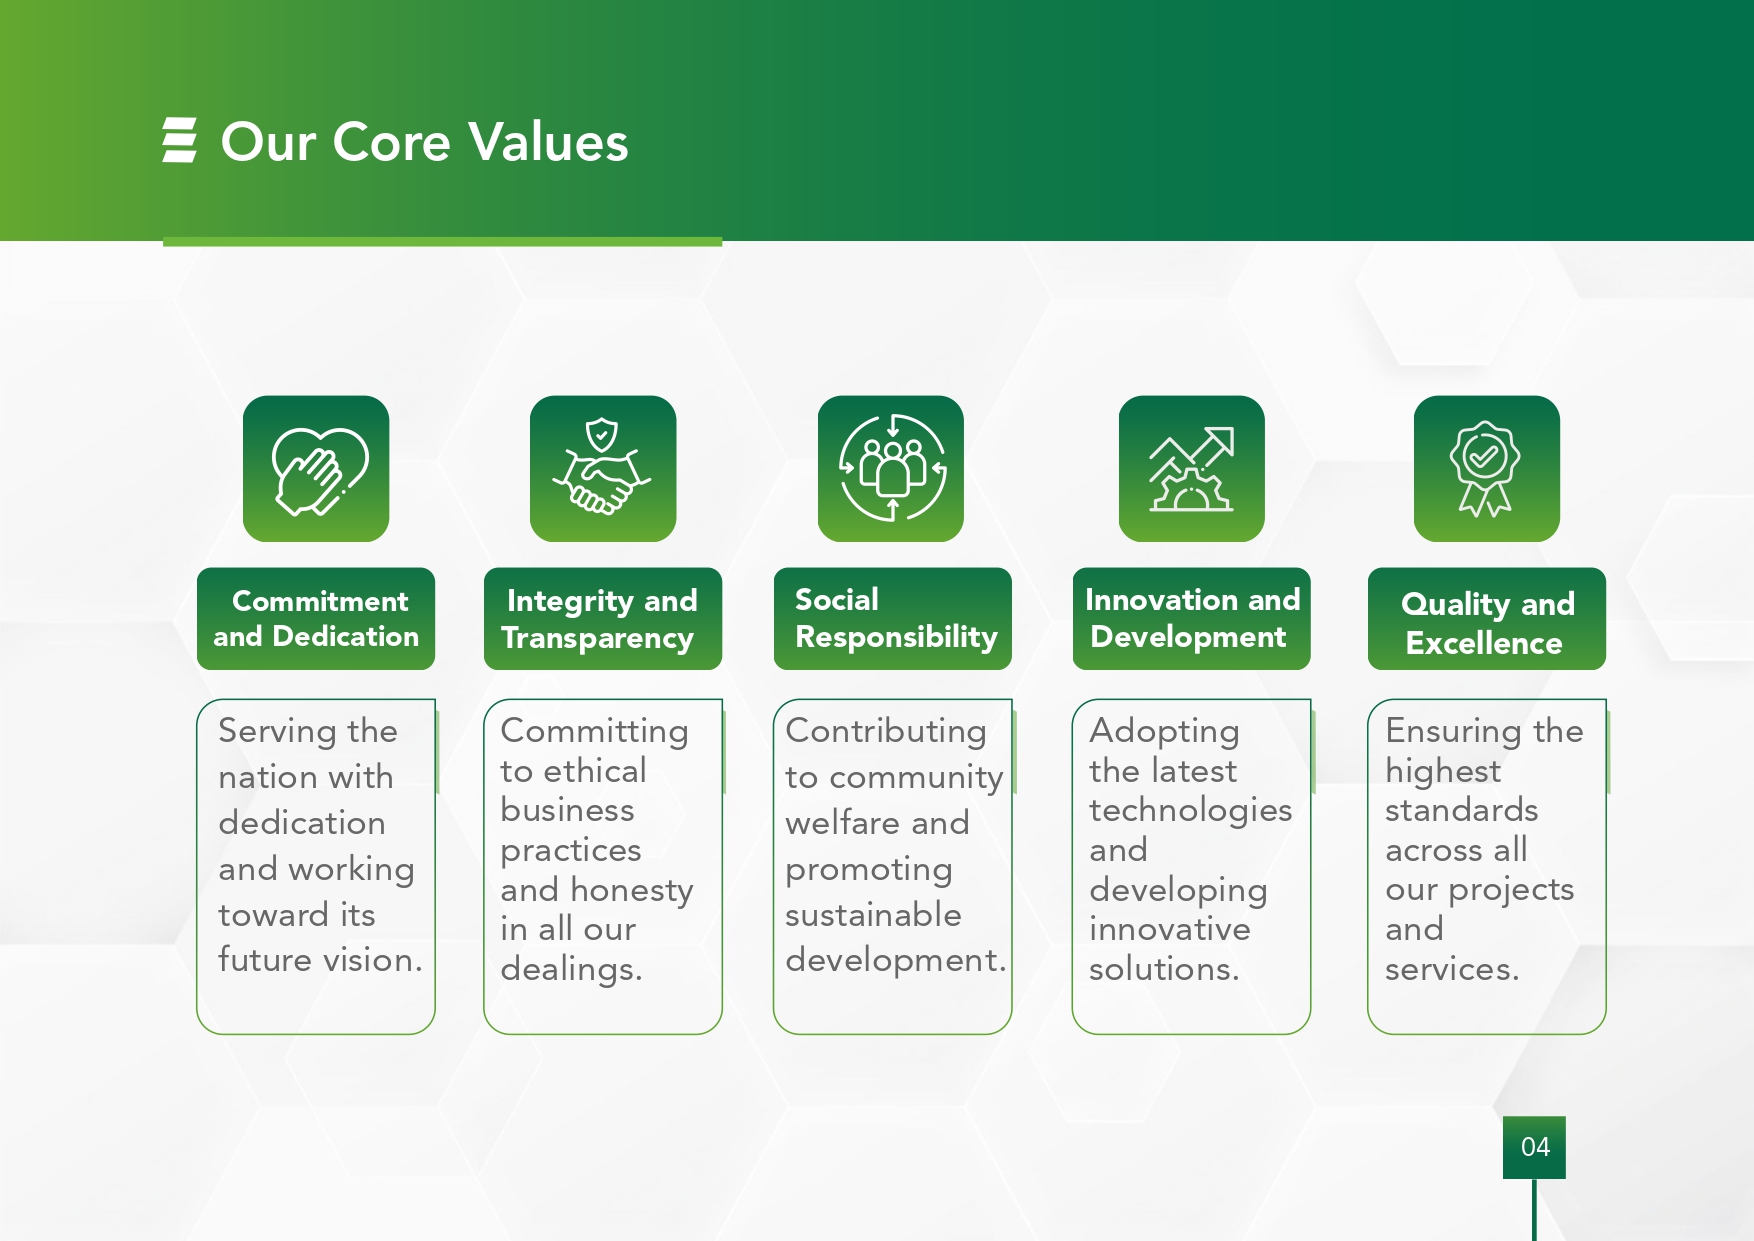 Our Core Values
Commitment
and Dedication
Serving the
nation with
dedication
and working
toward its
future vision.
Integrity and
Transparency
Committing
to ethical
business
practices
and honesty
in all our
dealings.
Social
Responsibility
Contributing
to community
welfare and
promoting
sustainable
development.
Innovation and
Development
Adopting
the latest
technologies
and
developing
innovative
solutions.
Quality and
Excellence
Ensuring the
highest
standards
across all
our projects
and
services.
04